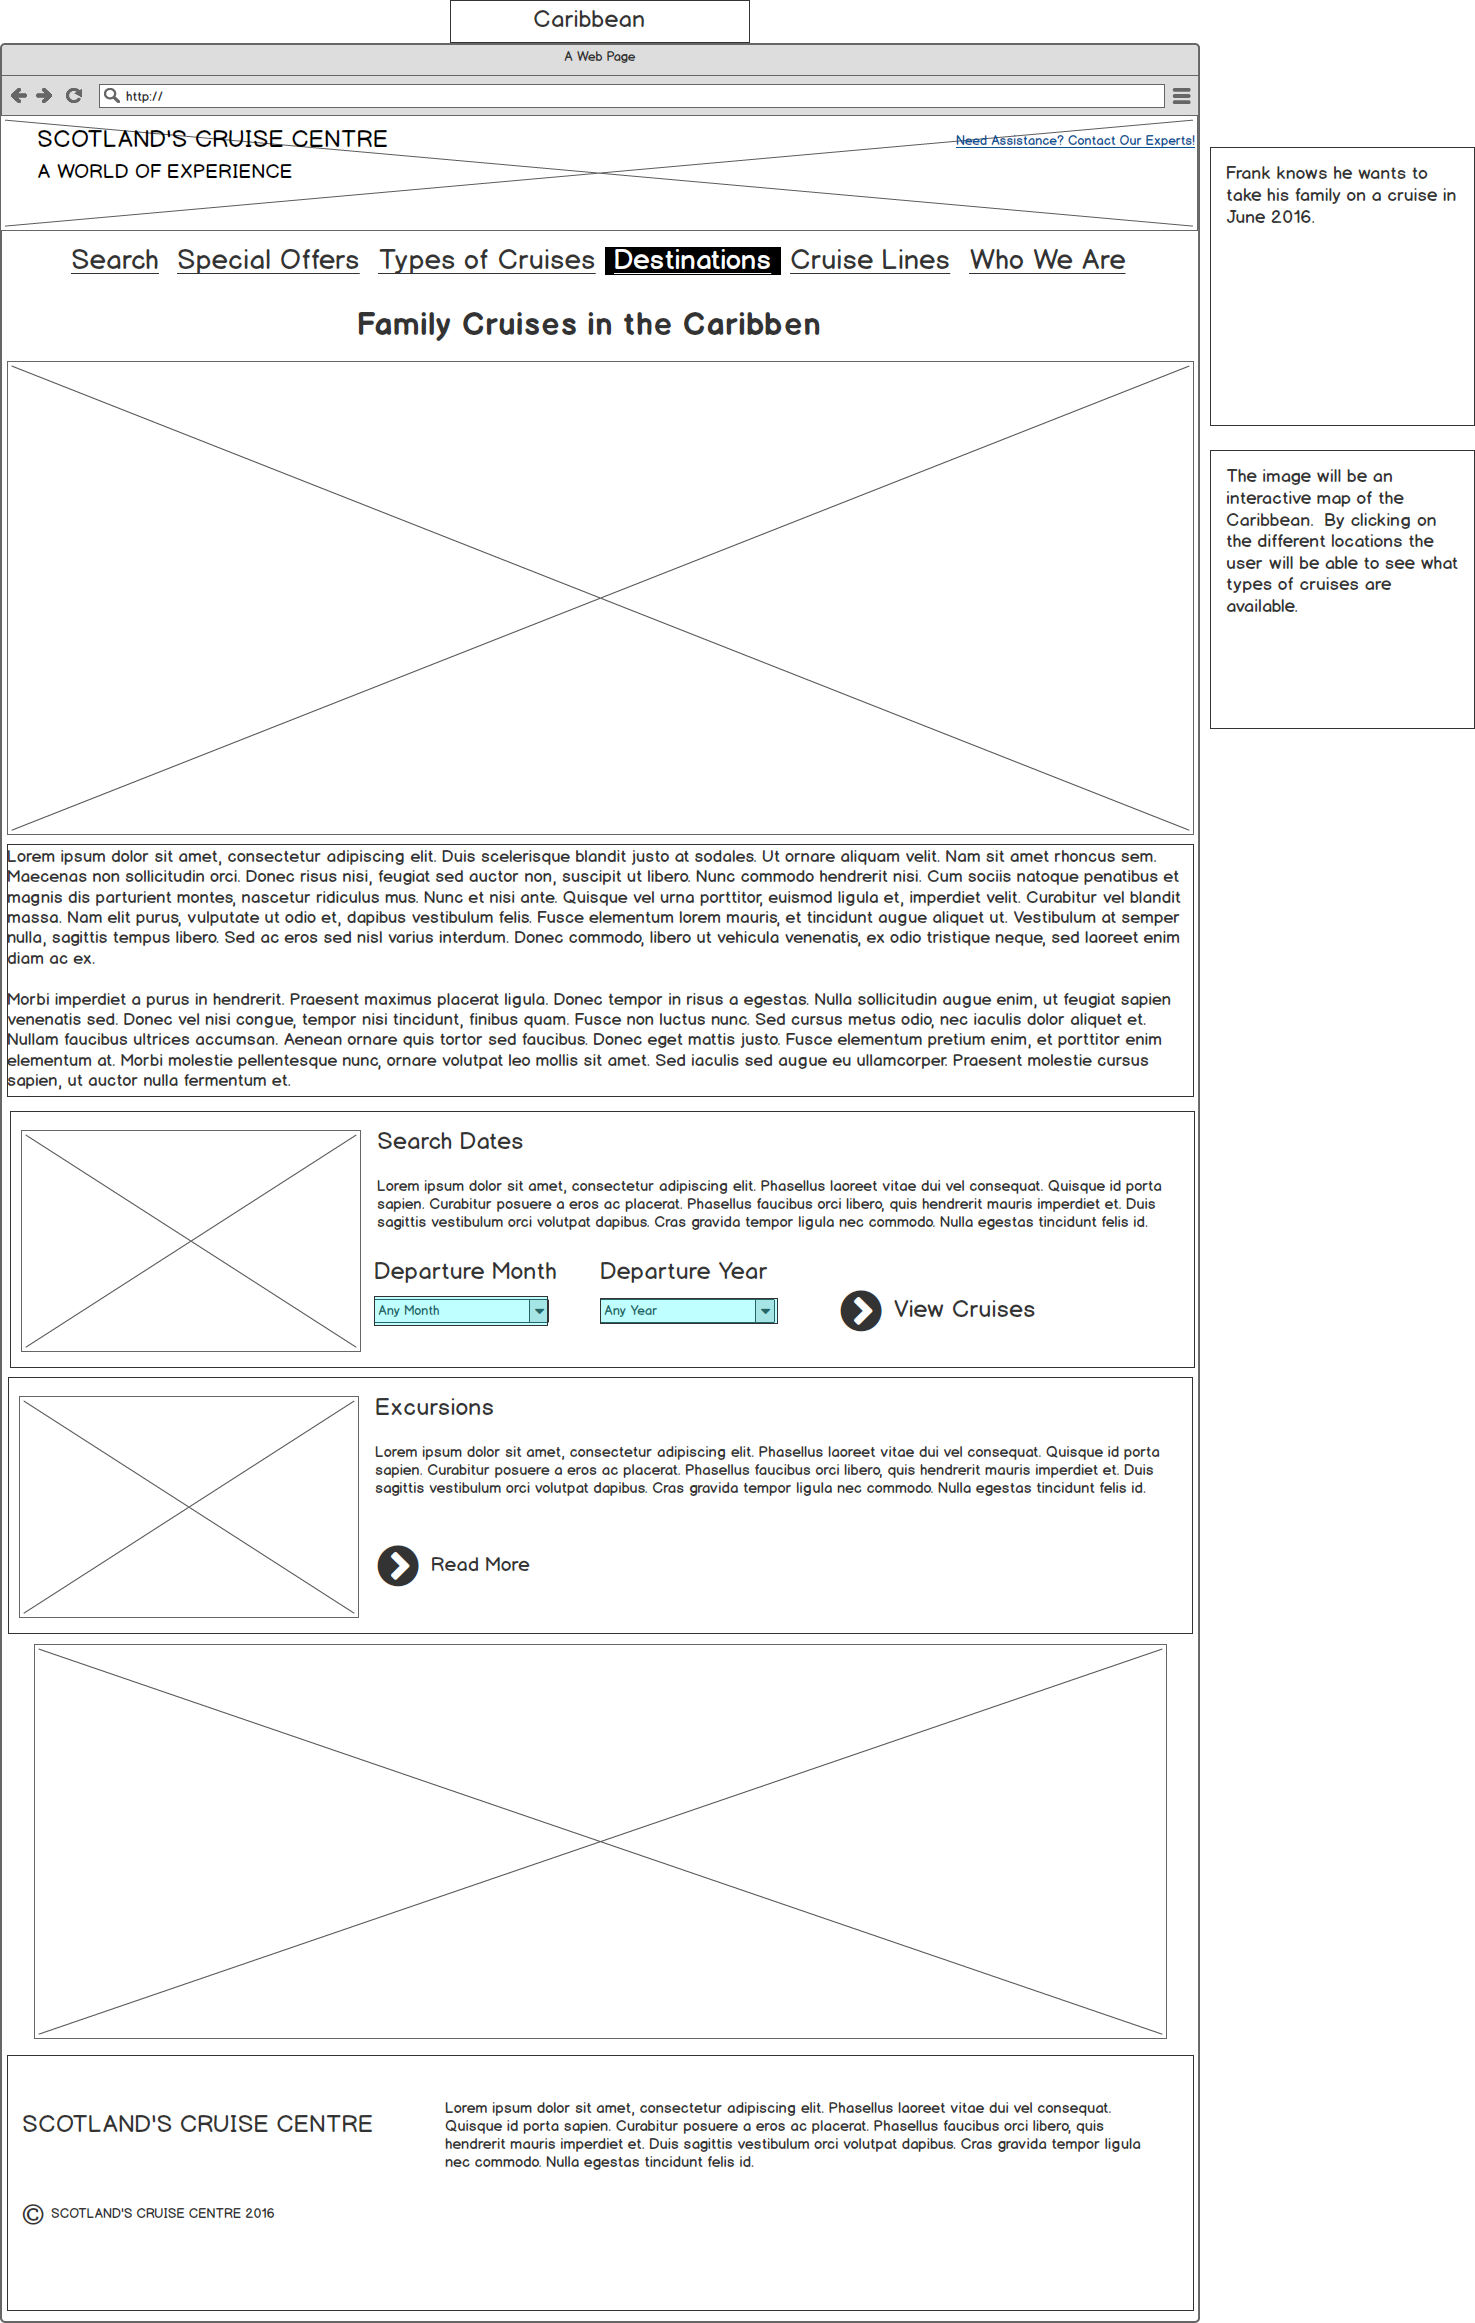 Caribbean
A Web Page
http://
SCOTLAND'S CRUISE CENTRE
A WORLD OF EXPERIENCE
Need Assistance? Contact Our Experts!
Search Special Offers Types of Cruises Destinations Cruise Lines Who We Are
Family Cruises in the Caribben
Lorem ipsum dolor sit amet, consectetur adipiscing elit. Duis scelerisque blandit justo at sodales. Ut ornare aliquam velit. Nam sit amet rhoncus sem.
Maecenas non sollicitudin orci. Donec risus nisi, feugiat sed auctor non, suscipit ut libero. Nunc commodo hendrerit nisi. Cum sociis natoque penatibus et
magnis dis parturient montes, nascetur ridiculus mus. Nunc et nisi ante. Quisque vel urna porttitor, euismod ligula et, imperdiet velit. Curabitur vel blandit
massa. Nam elit purus, vulputate ut odio et, dapibus vestibulum felis. Fusce elementum lorem mauris, et tincidunt augue aliquet ut. Vestibulum at semper
nulla, sagittis tempus libero. Sed ac eros sed nisl varius interdum. Donec commodo, libero ut vehicula venenatis, ex odio tristique neque, sed laoreet enim
diam ac ex.
Morbi imperdiet a purus in hendrerit. Praesent maximus placerat ligula. Donec tempor in risus a egestas. Nulla sollicitudin augue enim, ut feugiat sapien
venenatis sed. Donec vel nisi congue, tempor nisi tincidunt, finibus quam. Fusce non luctus nunc. Sed cursus metus odio, nec iaculis dolor aliquet et.
Nullam faucibus ultrices accumsan. Aenean ornare quis tortor sed faucibus. Donec eget mattis justo. Fusce elementum pretium enim, et porttitor enim
elementum at. Morbi molestie pellentesque nunc, ornare volutpat leo mollis sit amet. Sed iaculis sed augue eu ullamcorper. Praesent molestie cursus
sapien, ut auctor nulla fermentum et.
Search Dates
Lorem ipsum dolor sit amet, consectetur adipiscing elit. Phasellus laoreet vitae dui vel consequat. Quisque id porta
sapien. Curabitur posuere a eros ac placerat. Phasellus faucibus orci libero, quis hendrerit mauris imperdiet et. Duis
sagittis vestibulum orci volutpat dapibus. Cras gravida tempor ligula nec commodo. Nulla egestas tincidunt felis id.
Departure Month Departure Year
Any Month Any Year View Cruises
Excursions
Lorem ipsum dolor sit amet, consectetur adipiscing elit. Phasellus laoreet vitae dui vel consequat. Quisque id porta
sapien. Curabitur posuere a eros ac placerat. Phasellus faucibus orci libero, quis hendrerit mauris imperdiet et. Duis
sagittis vestibulum orci volutpat dapibus. Cras gravida tempor ligula nec commodo. Nulla egestas tincidunt felis id.
Read More
SCOTLAND'S CRUISE CENTRE
Lorem ipsum dolor sit amet, consectetur adipiscing elit. Phasellus laoreet vitae dui vel consequat.
Quisque id porta sapien. Curabitur posuere a eros ac placerat. Phasellus faucibus orci libero, quis
hendrerit mauris imperdiet et. Duis sagittis vestibulum orci volutpat dapibus. Cras gravida tempor ligula
nec commodo. Nulla egestas tincidunt felis id.
© SCOTLAND'S CRUISE CENTRE 2016
Frank knows he wants to
take his family on a cruise in
June 2016.
The image will be an
interactive map of the
Caribbean. By clicking on
the different locations the
user will be able to see what
types of cruises are
available.